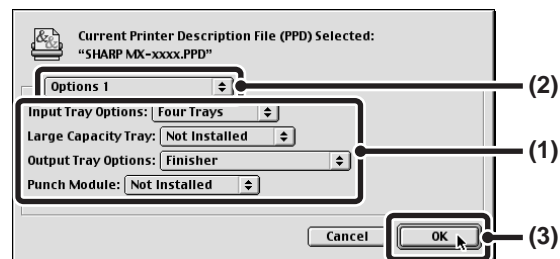 Current Printer Description File (PPD) Selected:
“SHARP MX-xxxx.PPD”
Options 1
(2)
Input Tray Options: Four Trays
Large Capacity Tray: Not Installed
(1)
Output Tray Options: Finisher
Punch Module: Not Installed
Cancel OK
(3)